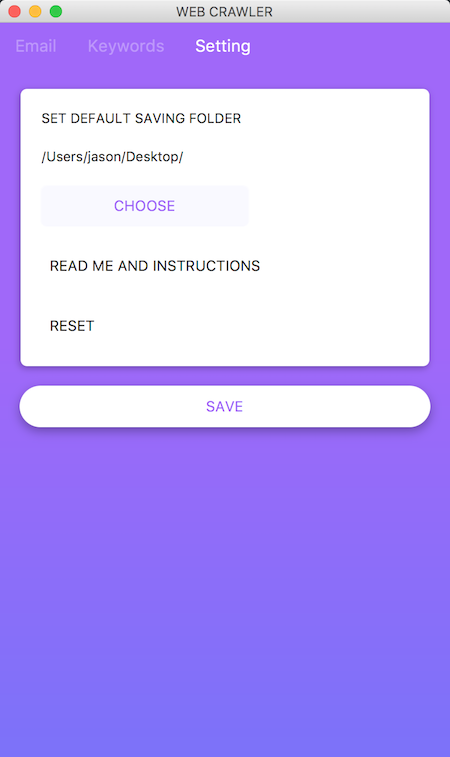 WEB CRAWLER
Email Keywords Setting
SET DEFAULT SAVING FOLDER
/Users/jason/Desktop/
CHOOSE
READ ME AND INSTRUCTIONS
RESET
SAVE